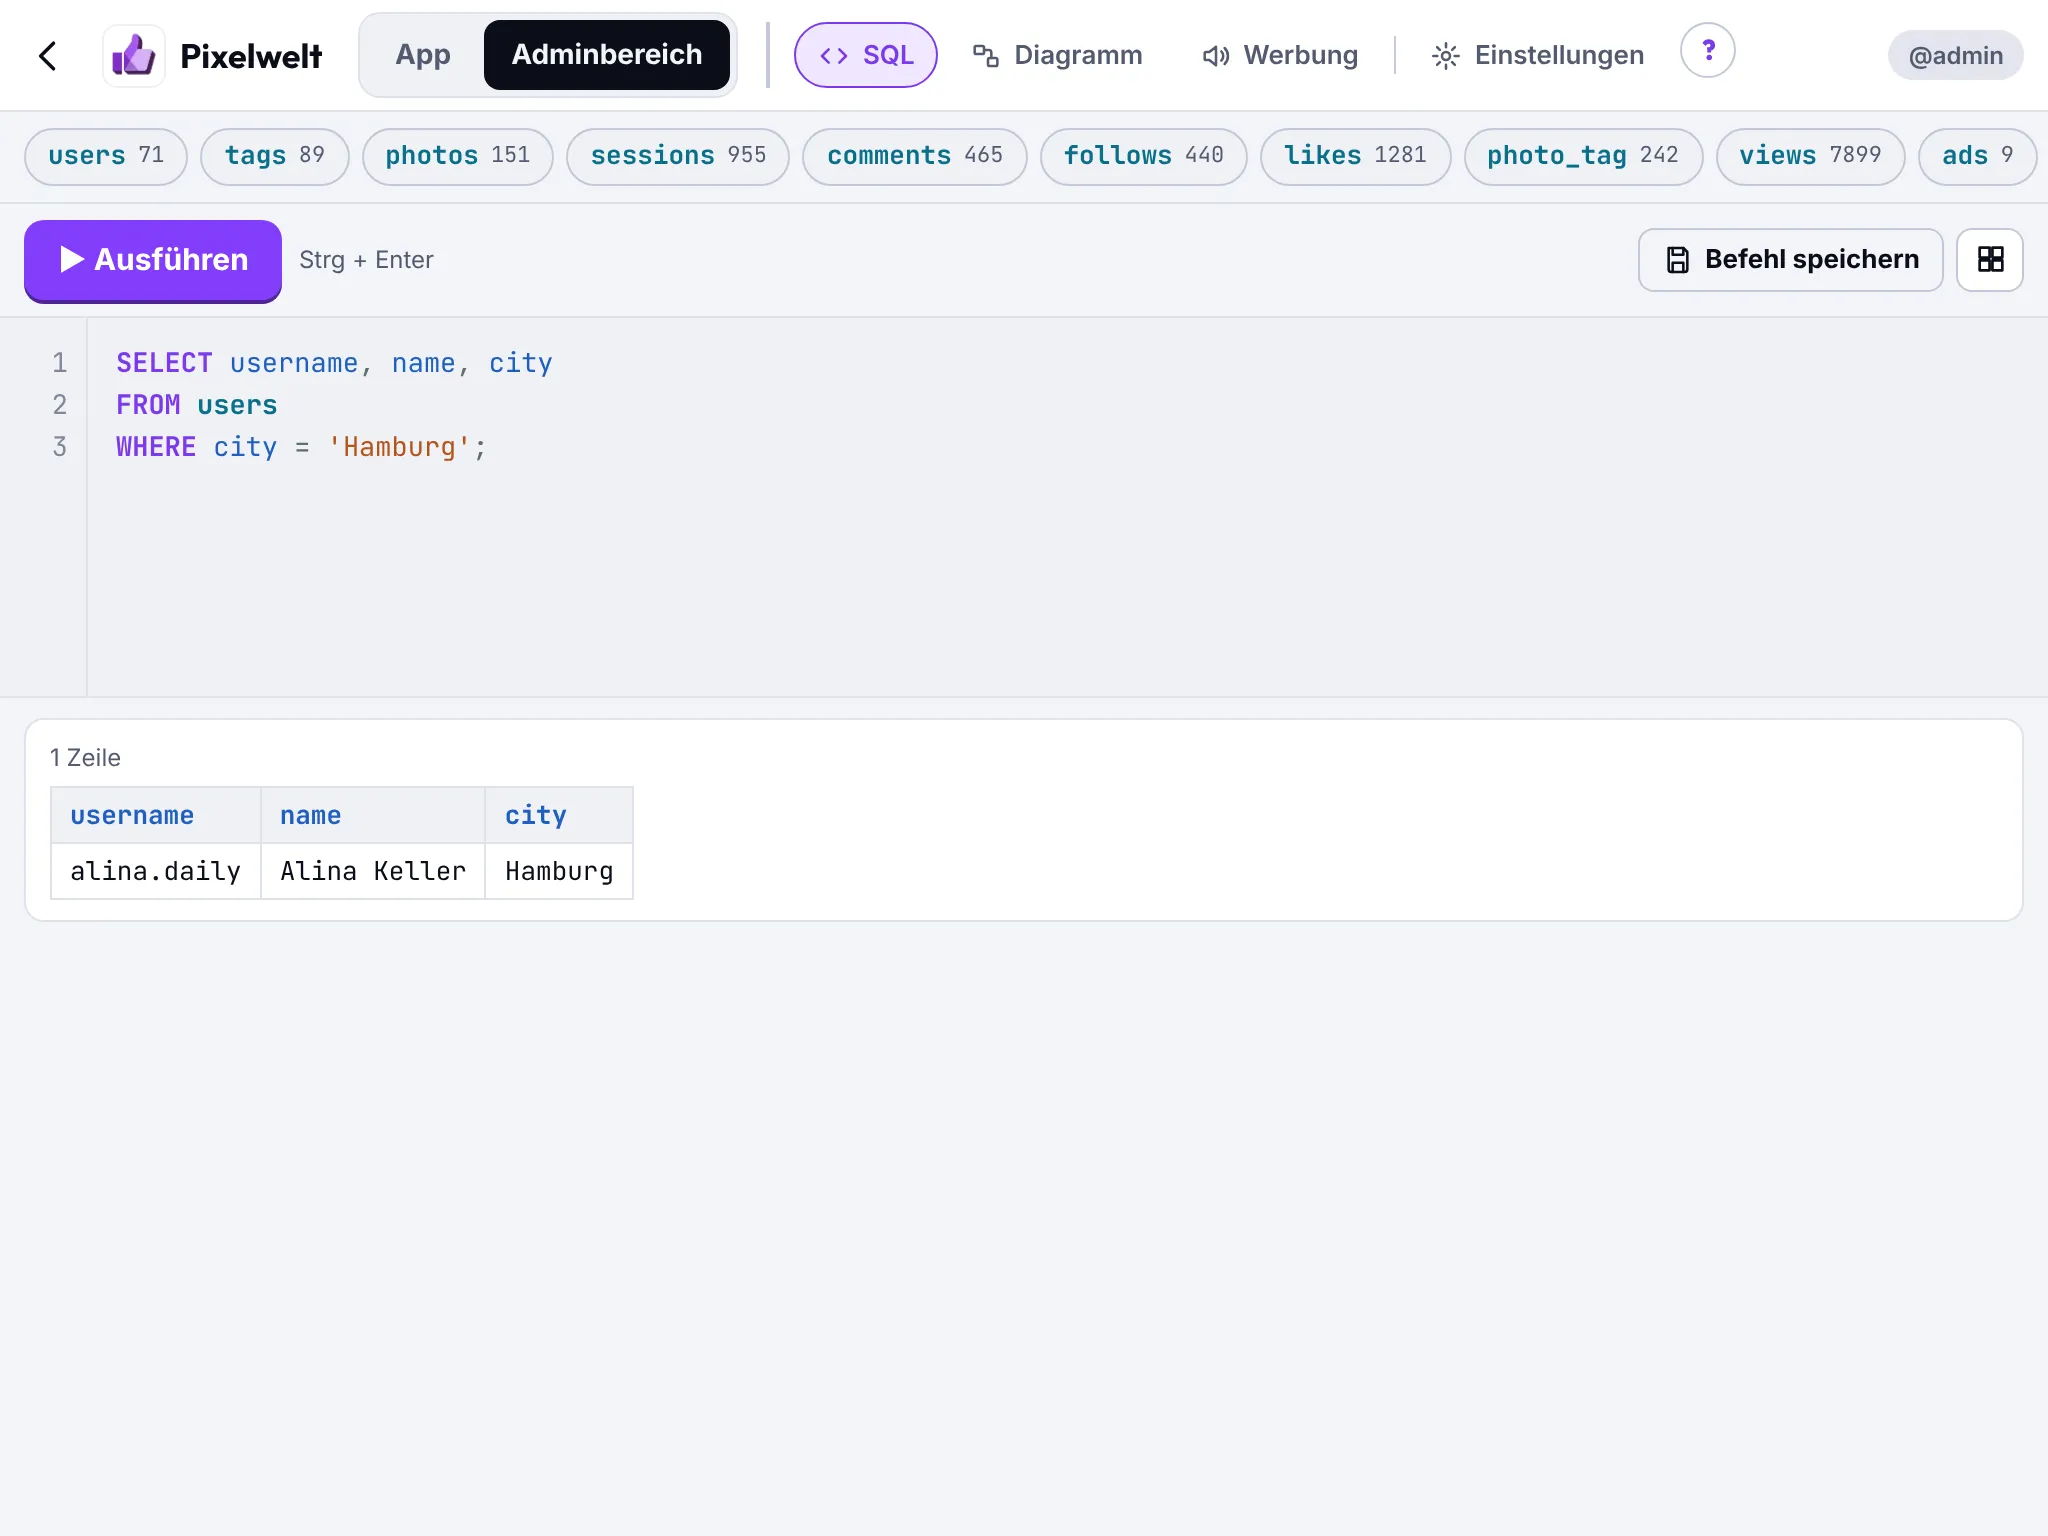 Pixelwelt App Adminbereich SQL Diagramm Werbung Einstellungen ? @admin
users 71 tags 89 photos 151 sessions 955 comments 465 follows 440 likes 1281 photo_tag 242 views 7899 ads 9
Ausführen Strg + Enter Befehl speichern
1 SELECT username, name, city
2 FROM users
3 WHERE city = 'Hamburg';
1 Zeile
username name city
alina.daily Alina Keller Hamburg